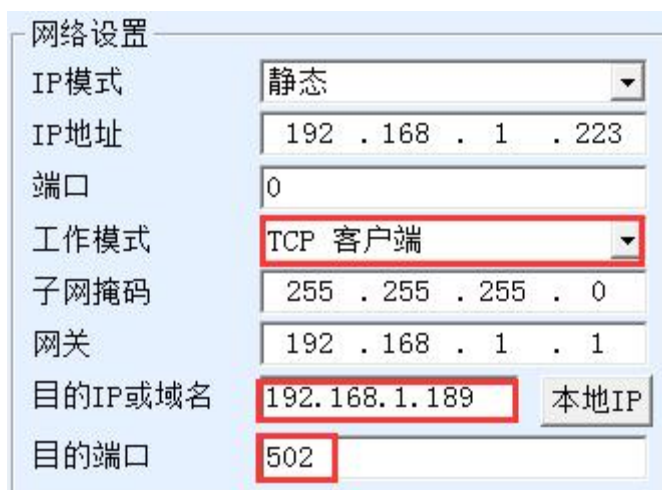 网络设置
IP模式 静态
IP地址 192 . 168 . 1 . 223
端口 0
工作模式 TCP 客户端
子网掩码 255 . 255 . 255 . 0
网关 192 . 168 . 1 . 1
目的IP或域名 192.168.1.189 本地IP
目的端口 502